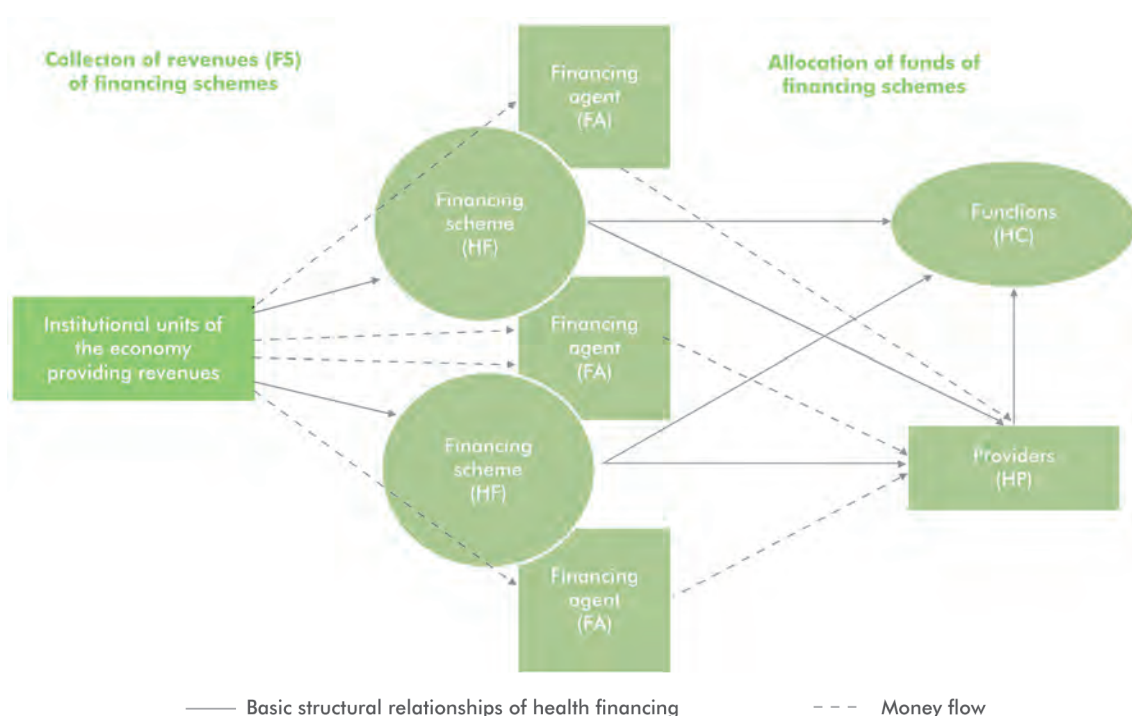 Collecton of revenues (FS)
of financing schemes
Financing
agent
(FA)
Allocation of funds of
financing schemes
Financing
scheme
(HF)
Functions
(HC)
Institutional units of
the economy
providing revenues
Financing
agent
(FA)
Financing
scheme
(HF)
Providers
(HP)
Financing
agent
(FA)
Basic structural relationships of health financing
Money flow